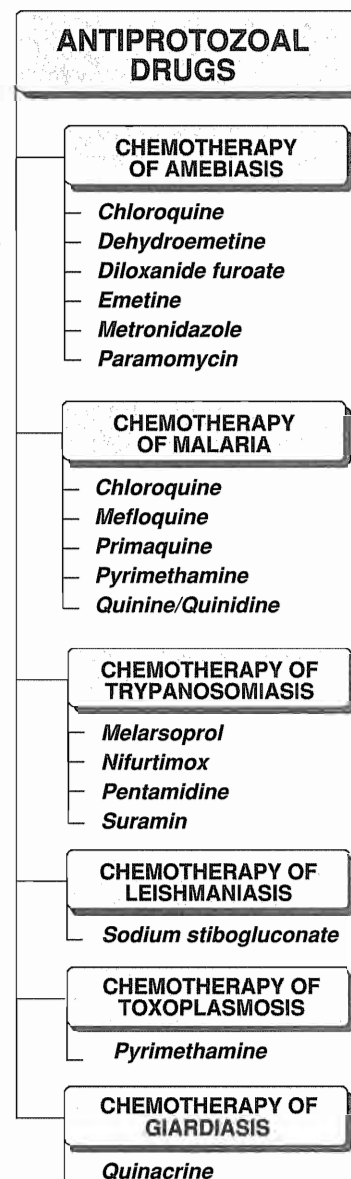 ANTIPROTOZOAL
DRUGS
CHEMOTHERAPY
OF AMEBIASIS
Chloroquine
Dehydroemetine
Diloxanide furoate
Emetine
Metronidazole
Paramomycin
CHEMOTHERAPY
OF MALARIA
Chloroquine
Mefloquine
Primaquine
Pyrimethamine
Quinine/Quinidine
CHEMOTHERAPY OF
TRYPANOSOMIASIS
Melarsoprol
Nifurtimox
Pentamidine
Suramin
CHEMOTHERAPY OF
LEISHMANIASIS
Sodium stibogluconate
CHEMOTHERAPY OF
TOXOPLASMOSIS
Pyrimethamine
CHEMOTHERAPY OF
GIARDIASIS
Quinacrine